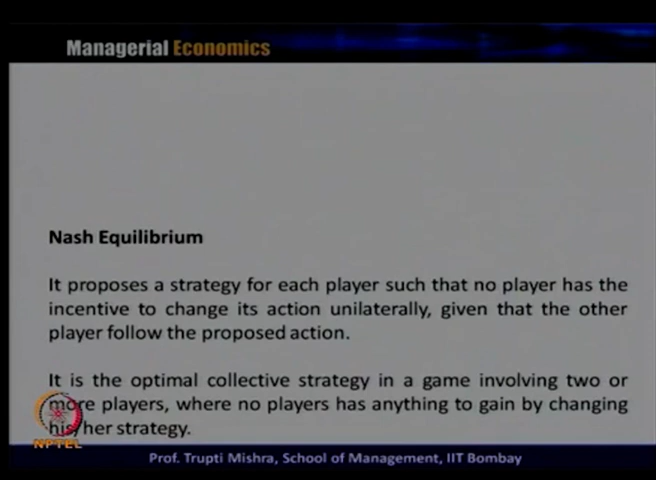 Managerial Economics
Nash Equilibrium
It proposes a strategy for each player such that no player has the
incentive to change its action unilaterally, given that the other
player follow the proposed action.
It is the optimal collective strategy in a game involving two or
more players, where no players has anything to gain by changing
his/her strategy.
NPTEL
Prof. Trupti Mishra, School of Management, IIT Bombay